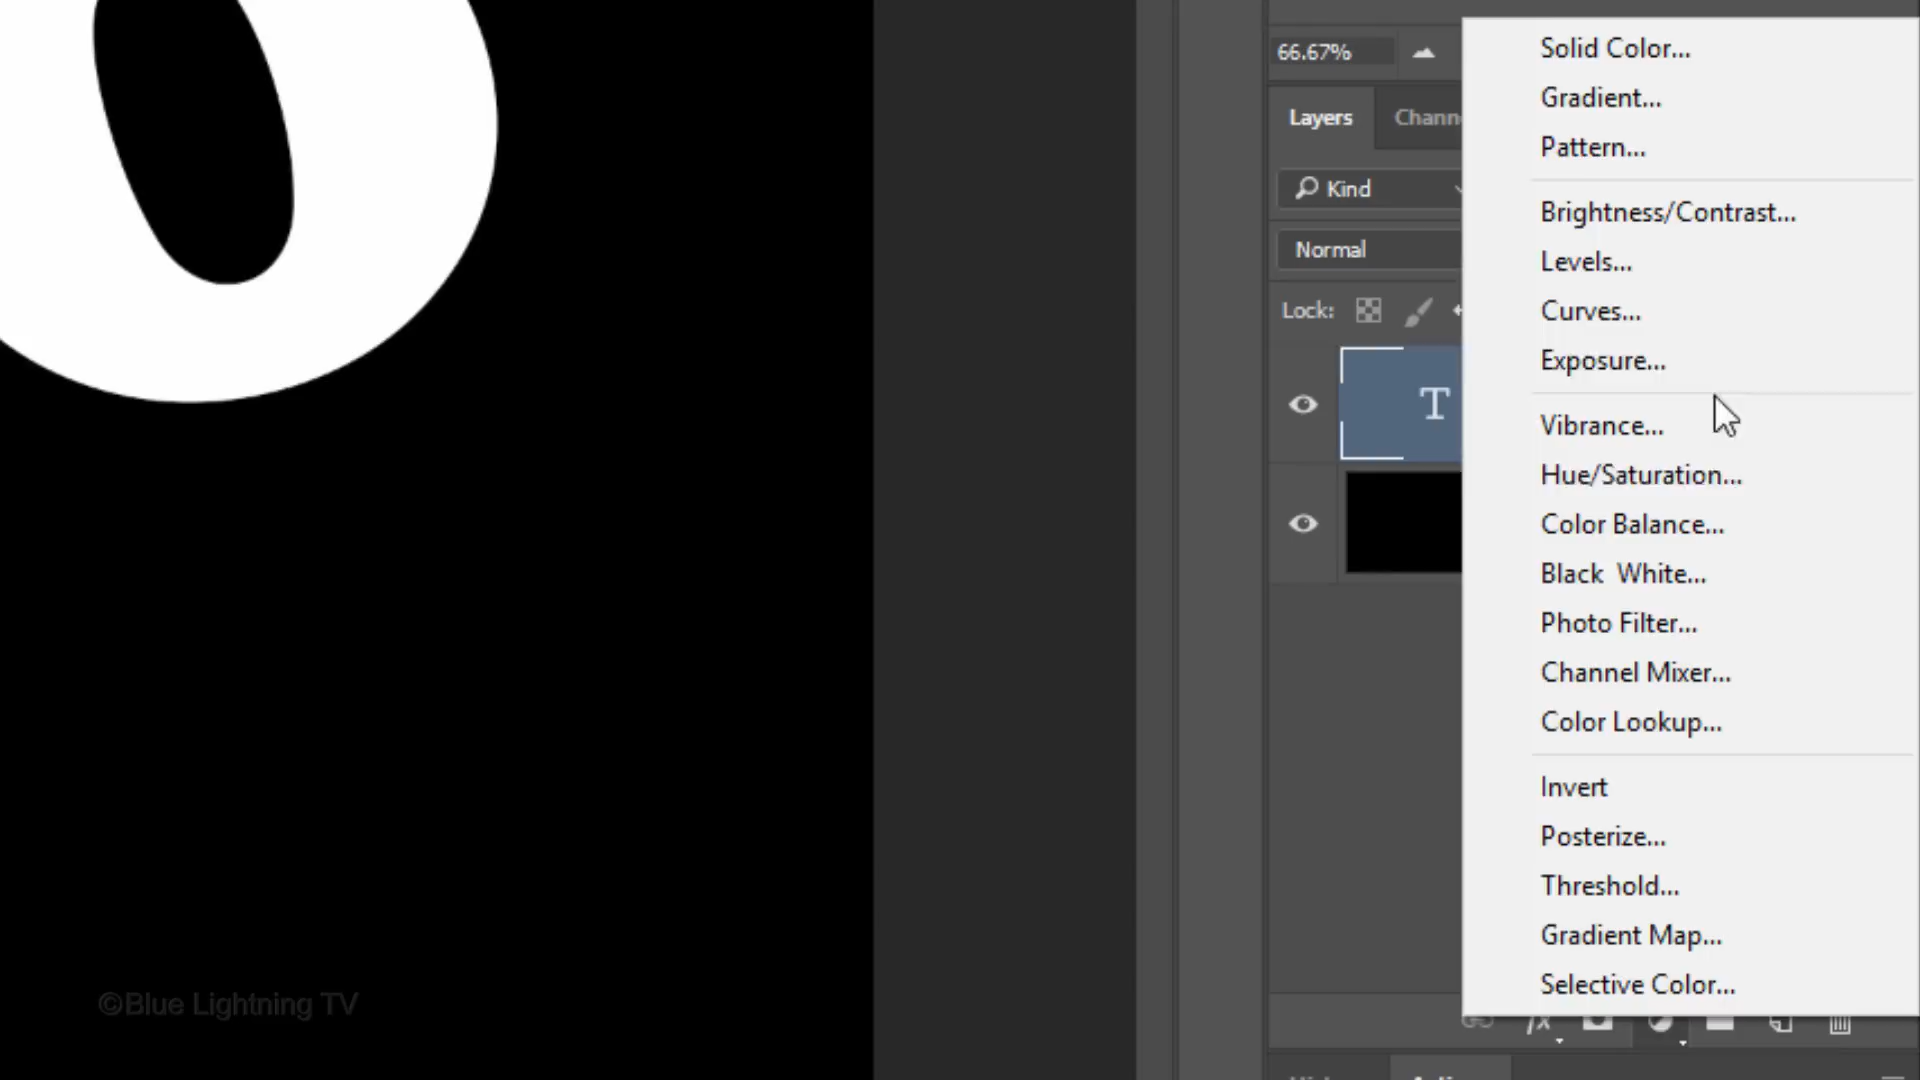 66.67%
Layers
Chann
Kind
Normal
Lock:
T
Solid Color...
Gradient...
Pattern...
Brightness/Contrast...
Levels...
Curves...
Exposure...
Vibrance...
Hue/Saturation...
Color Balance...
Black  White...
Photo Filter...
Channel Mixer...
Color Lookup...
Invert
Posterize...
Threshold...
Gradient Map...
Selective Color...
fx
©Blue Lightning TV